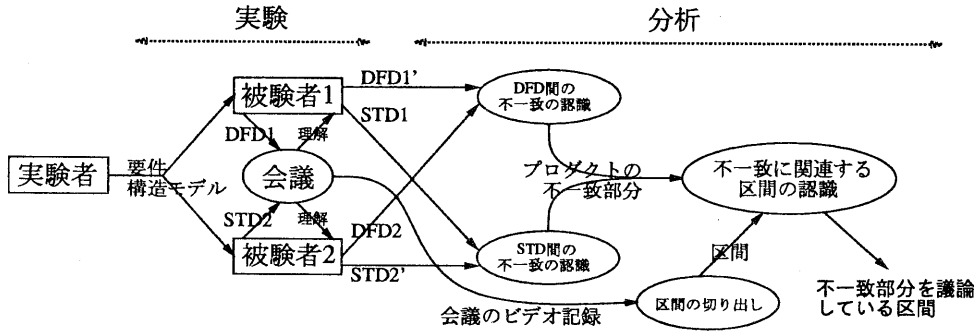 実験
分析
被験者1
DFD1’
STD1
DFD1
理解
会議
実験者
要件
構造モデル
STD2
理解
被験者2
DFD2
STD2’
DFD間の
不一致の認識
プロダクトの
不一致部分
STD間の
不一致の認識
不一致に関連する
区間の認識
区間
区間の切り出し
会議のビデオ記録
不一致部分を議論
している区間